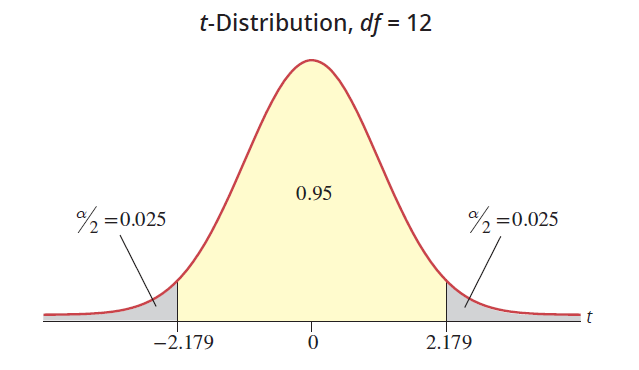 t-Distribution, df = 12
0.95
α/2 =0.025
α/2 =0.025
t
−2.179
0
2.179